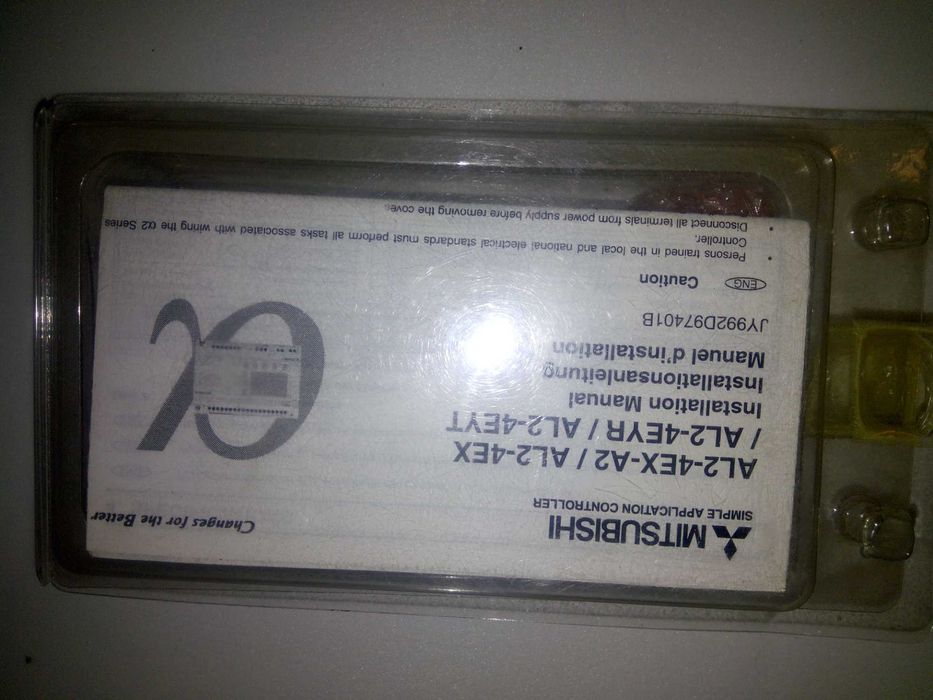 MITSUBISHI
Changes for the Better
SIMPLE APPLICATION CONTROLLER
AL2-4EX-A2 / AL2-4EX
/ AL2-4EYR / AL2-4EYT
Installation Manual
Installationsanleitung
Manuel d'installation
JY992D97401B
ENG Caution
• Persons trained in the local and national electrical standards must perform all tasks associated with wiring the α2 Series
Controller.
• Disconnect all terminals from power supply before removing the cove